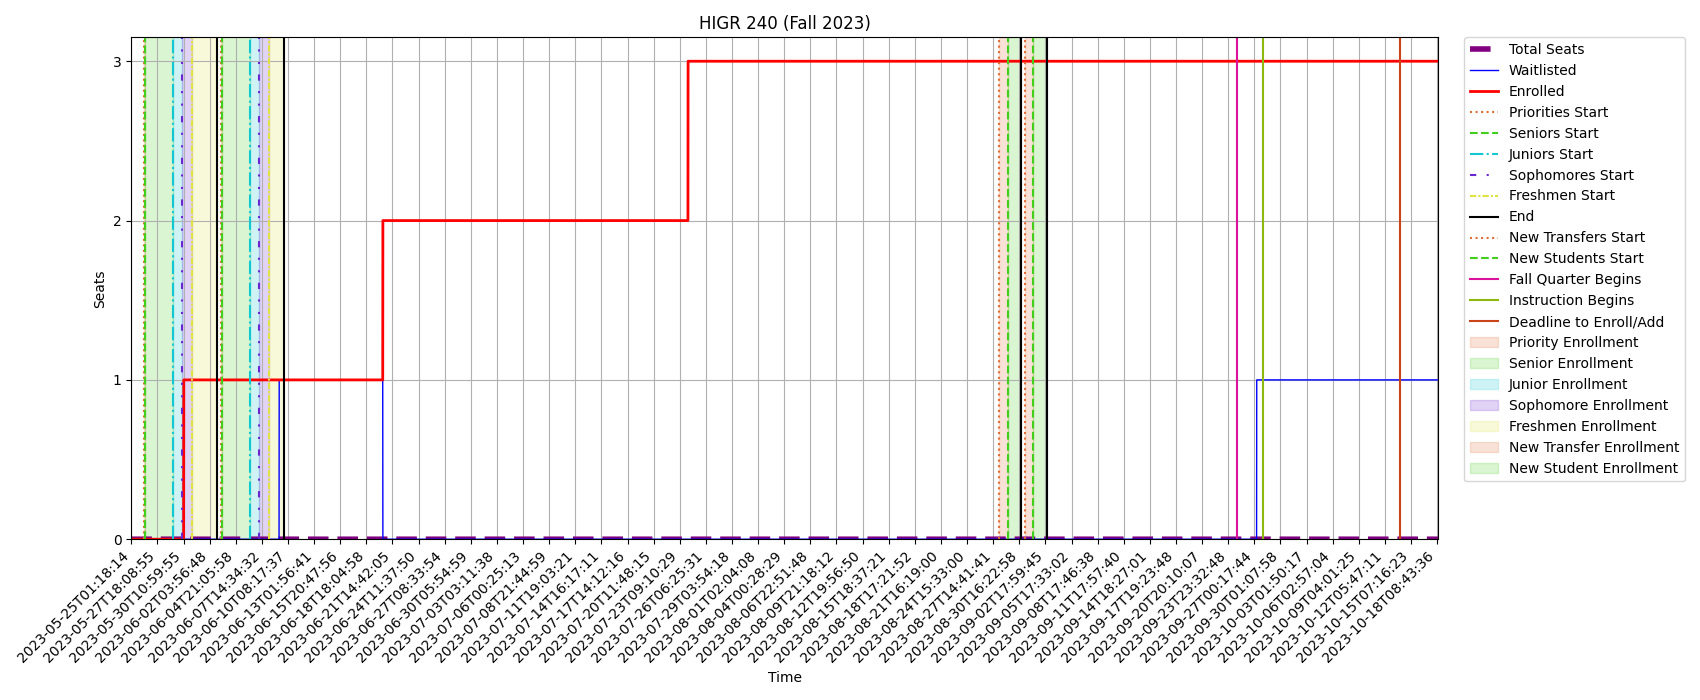 HIGR 240 (Fall 2023)
Seats
3
2
1
0
2023-05-25T01:18:14
2023-05-27T18:08:55
2023-05-30T10:59:55
2023-06-02T03:56:48
2023-06-04T21:05:58
2023-06-07T14:34:32
2023-06-10T08:17:37
2023-06-13T01:56:41
2023-06-15T20:47:56
2023-06-18T18:04:58
2023-06-21T14:42:05
2023-06-24T11:37:50
2023-06-27T08:33:54
2023-06-30T05:54:59
2023-07-03T03:11:38
2023-07-06T00:25:13
2023-07-08T21:44:59
2023-07-11T19:03:21
2023-07-14T16:17:11
2023-07-17T14:12:16
2023-07-20T11:48:15
2023-07-23T09:10:29
2023-07-26T06:25:31
2023-07-29T03:54:18
2023-08-01T02:04:08
2023-08-04T00:28:29
2023-08-06T22:51:48
2023-08-09T21:18:12
2023-08-12T19:56:50
2023-08-15T18:37:21
2023-08-18T17:21:52
2023-08-21T16:19:00
2023-08-24T15:33:00
2023-08-27T14:41:41
2023-08-30T16:22:58
2023-09-02T17:59:45
2023-09-05T17:33:02
2023-09-08T17:46:38
2023-09-11T17:57:40
2023-09-14T18:27:01
2023-09-17T19:23:48
2023-09-20T20:10:07
2023-09-23T23:32:48
2023-09-27T00:17:44
2023-09-30T01:07:58
2023-10-03T01:50:17
2023-10-06T02:57:04
2023-10-09T04:01:25
2023-10-12T05:47:11
2023-10-15T07:16:23
2023-10-18T08:43:36
Time
Total Seats
Waitlisted
Enrolled
Priorities Start
Seniors Start
Juniors Start
Sophomores Start
Freshmen Start
End
New Transfers Start
New Students Start
Fall Quarter Begins
Instruction Begins
Deadline to Enroll/Add
Priority Enrollment
Senior Enrollment
Junior Enrollment
Sophomore Enrollment
Freshmen Enrollment
New Transfer Enrollment
New Student Enrollment